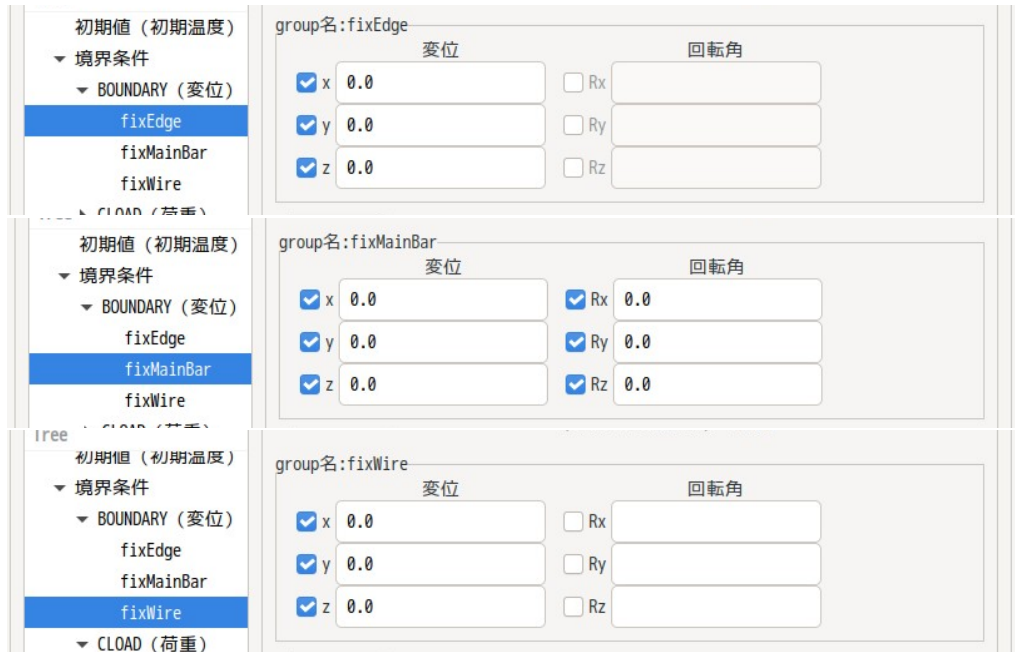 初期値 (初期温度)
境界条件
BOUNDARY (変位)
fixEdge
fixMainBar
fixWire
CLOAD (荷重)
group名:fixEdge
変位 回転角
x 0.0 Rx
y 0.0 Ry
z 0.0 Rz
初期値 (初期温度)
境界条件
BOUNDARY (変位)
fixEdge
fixMainBar
fixWire
group名:fixMainBar
変位 回転角
x 0.0 Rx 0.0
y 0.0 Ry 0.0
z 0.0 Rz 0.0
Tree
初期値 (初期温度)
境界条件
BOUNDARY (変位)
fixEdge
fixMainBar
fixWire
CLOAD (荷重)
group名:fixWire
変位 回転角
x 0.0 Rx
y 0.0 Ry
z 0.0 Rz